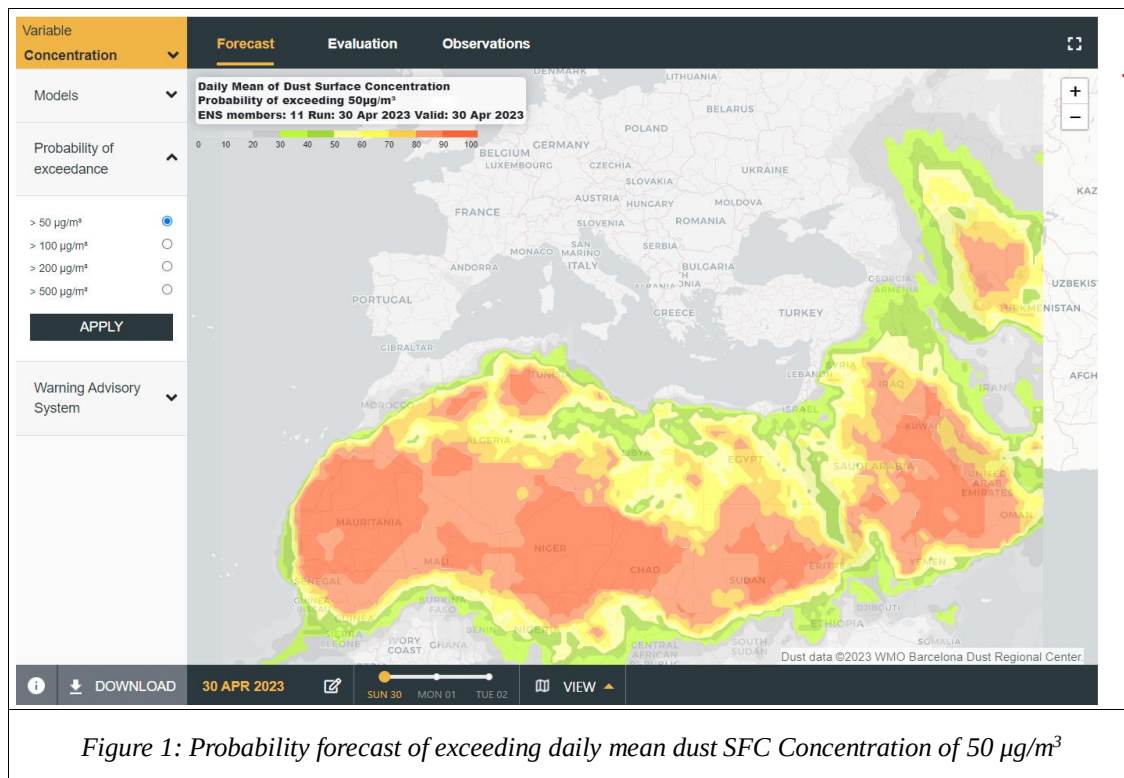 Variable
Concentration
Forecast
Evaluation
Observations
Models
Probability of
exceedance
> 50 µg/m³
> 100 µg/m³
> 200 µg/m³
> 500 µg/m³
APPLY
Warning Advisory
System
Daily Mean of Dust Surface Concentration
Probability of exceeding 50µg/m³
ENS members: 11 Run: 30 Apr 2023 Valid: 30 Apr 2023
0 10 20 30 40 50 60 70 80 90 100
+
−
DENMARK
LITHUANIA
BELARUS
POLAND
BELGIUM
GERMANY
LUXEMBOURG
CZECHIA
UKRAINE
SLOVAKIA
KAZ
AUSTRIA
HUNGARY
MOLDOVA
FRANCE
SLOVENIA
ROMANIA
MONACO
SAN
MARINO
SERBIA
ITALY
ANDORRA
BULGARIA
PORTUGAL
GREECE
TURKEY
GEORGIA
ARMENIA
UZBEKIS
TURKMENISTAN
GIBRALTAR
TUNISIA
LEBANON
SYRIA
IRAQ
IRAN
AFGH
MOROCCO
ISRAEL
ALGERIA
LIBYA
EGYPT
KUWAIT
SAUDI ARABIA
UNITED
ARAB
EMIRATES
OMAN
MAURITANIA
MALI
NIGER
CHAD
SUDAN
ERITREA
YEMEN
SENEGAL
GUINEA
BISSAU
GUINEA
BURKINA
FASO
SIERRA
LEONE
IVORY
COAST
GHANA
BENIN
NIGERIA
DJIBOUTI
ETHIOPIA
SOMALIA
CENTRAL
AFRICAN
REPUBLIC
SOUTH
SUDAN
Dust data ©2023 WMO Barcelona Dust Regional Center.
DOWNLOAD
30 APR 2023
SUN 30
MON 01
TUE 02
VIEW
Figure 1: Probability forecast of exceeding daily mean dust SFC Concentration of 50 µg/m³